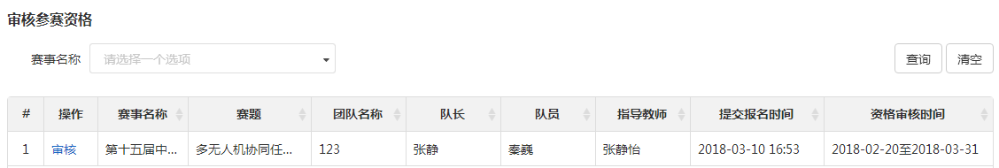 审核参赛资格
赛事名称 请选择一个选项 查询 清空
# 操作 赛事名称 赛题 团队名称 队长 队员 指导教师 提交报名时间 资格审核时间
1 审核 第十五届中... 多无人机协同任... 123 张静 秦巍 张静怡 2018-03-10 16:53 2018-02-20至2018-03-31